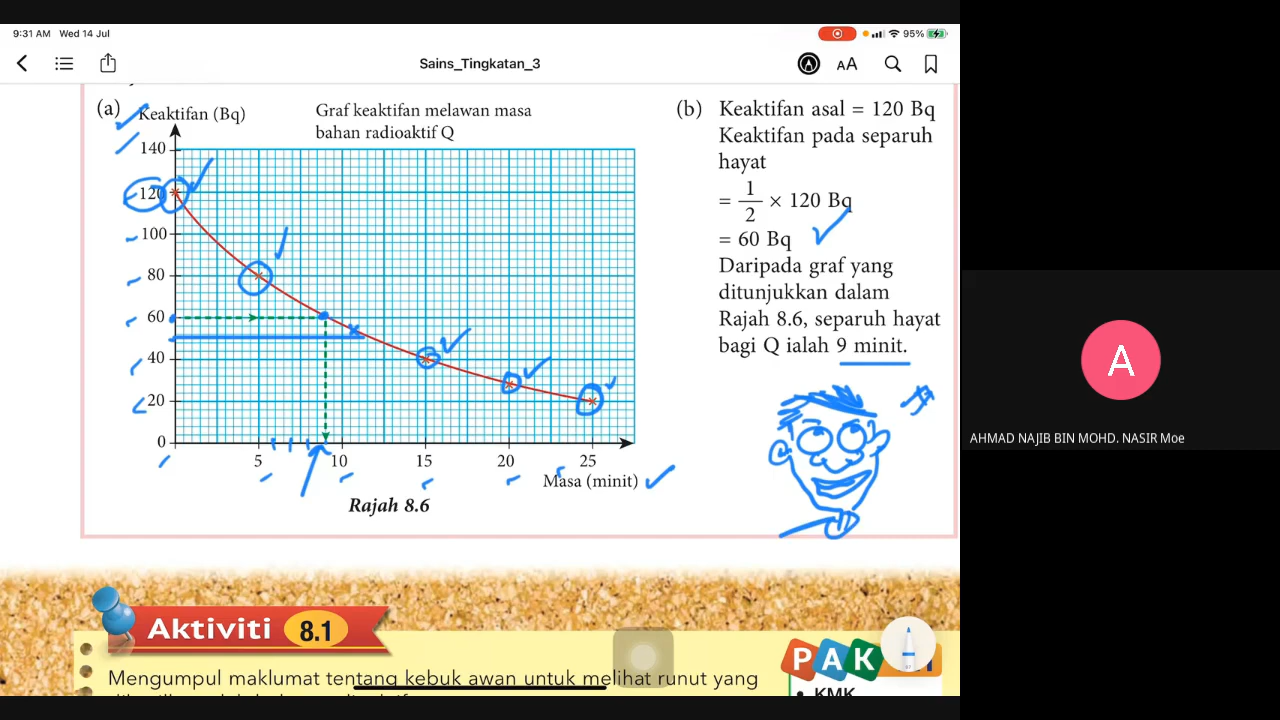 9:31 AM Wed 14 Jul
95%
Sains_Tingkatan_3
AA
(a)
Keaktifan (Bq)
Graf keaktifan melawan masa
bahan radioaktif Q
140
120
100
80
60
40
20
0
5
10
15
20
25
Masa (minit)
Rajah 8.6
(b) Keaktifan asal = 120 Bq
Keaktifan pada separuh
hayat
= 1/2 × 120 Bq
= 60 Bq
Daripada graf yang
ditunjukkan dalam
Rajah 8.6, separuh hayat
bagi Q ialah 9 minit.
A
AHMAD NAJIB BIN MOHD. NASIR Moe
Aktiviti 8.1
Mengumpul maklumat tentang kebuk awan untuk melihat runut yang
PAK
• KMK